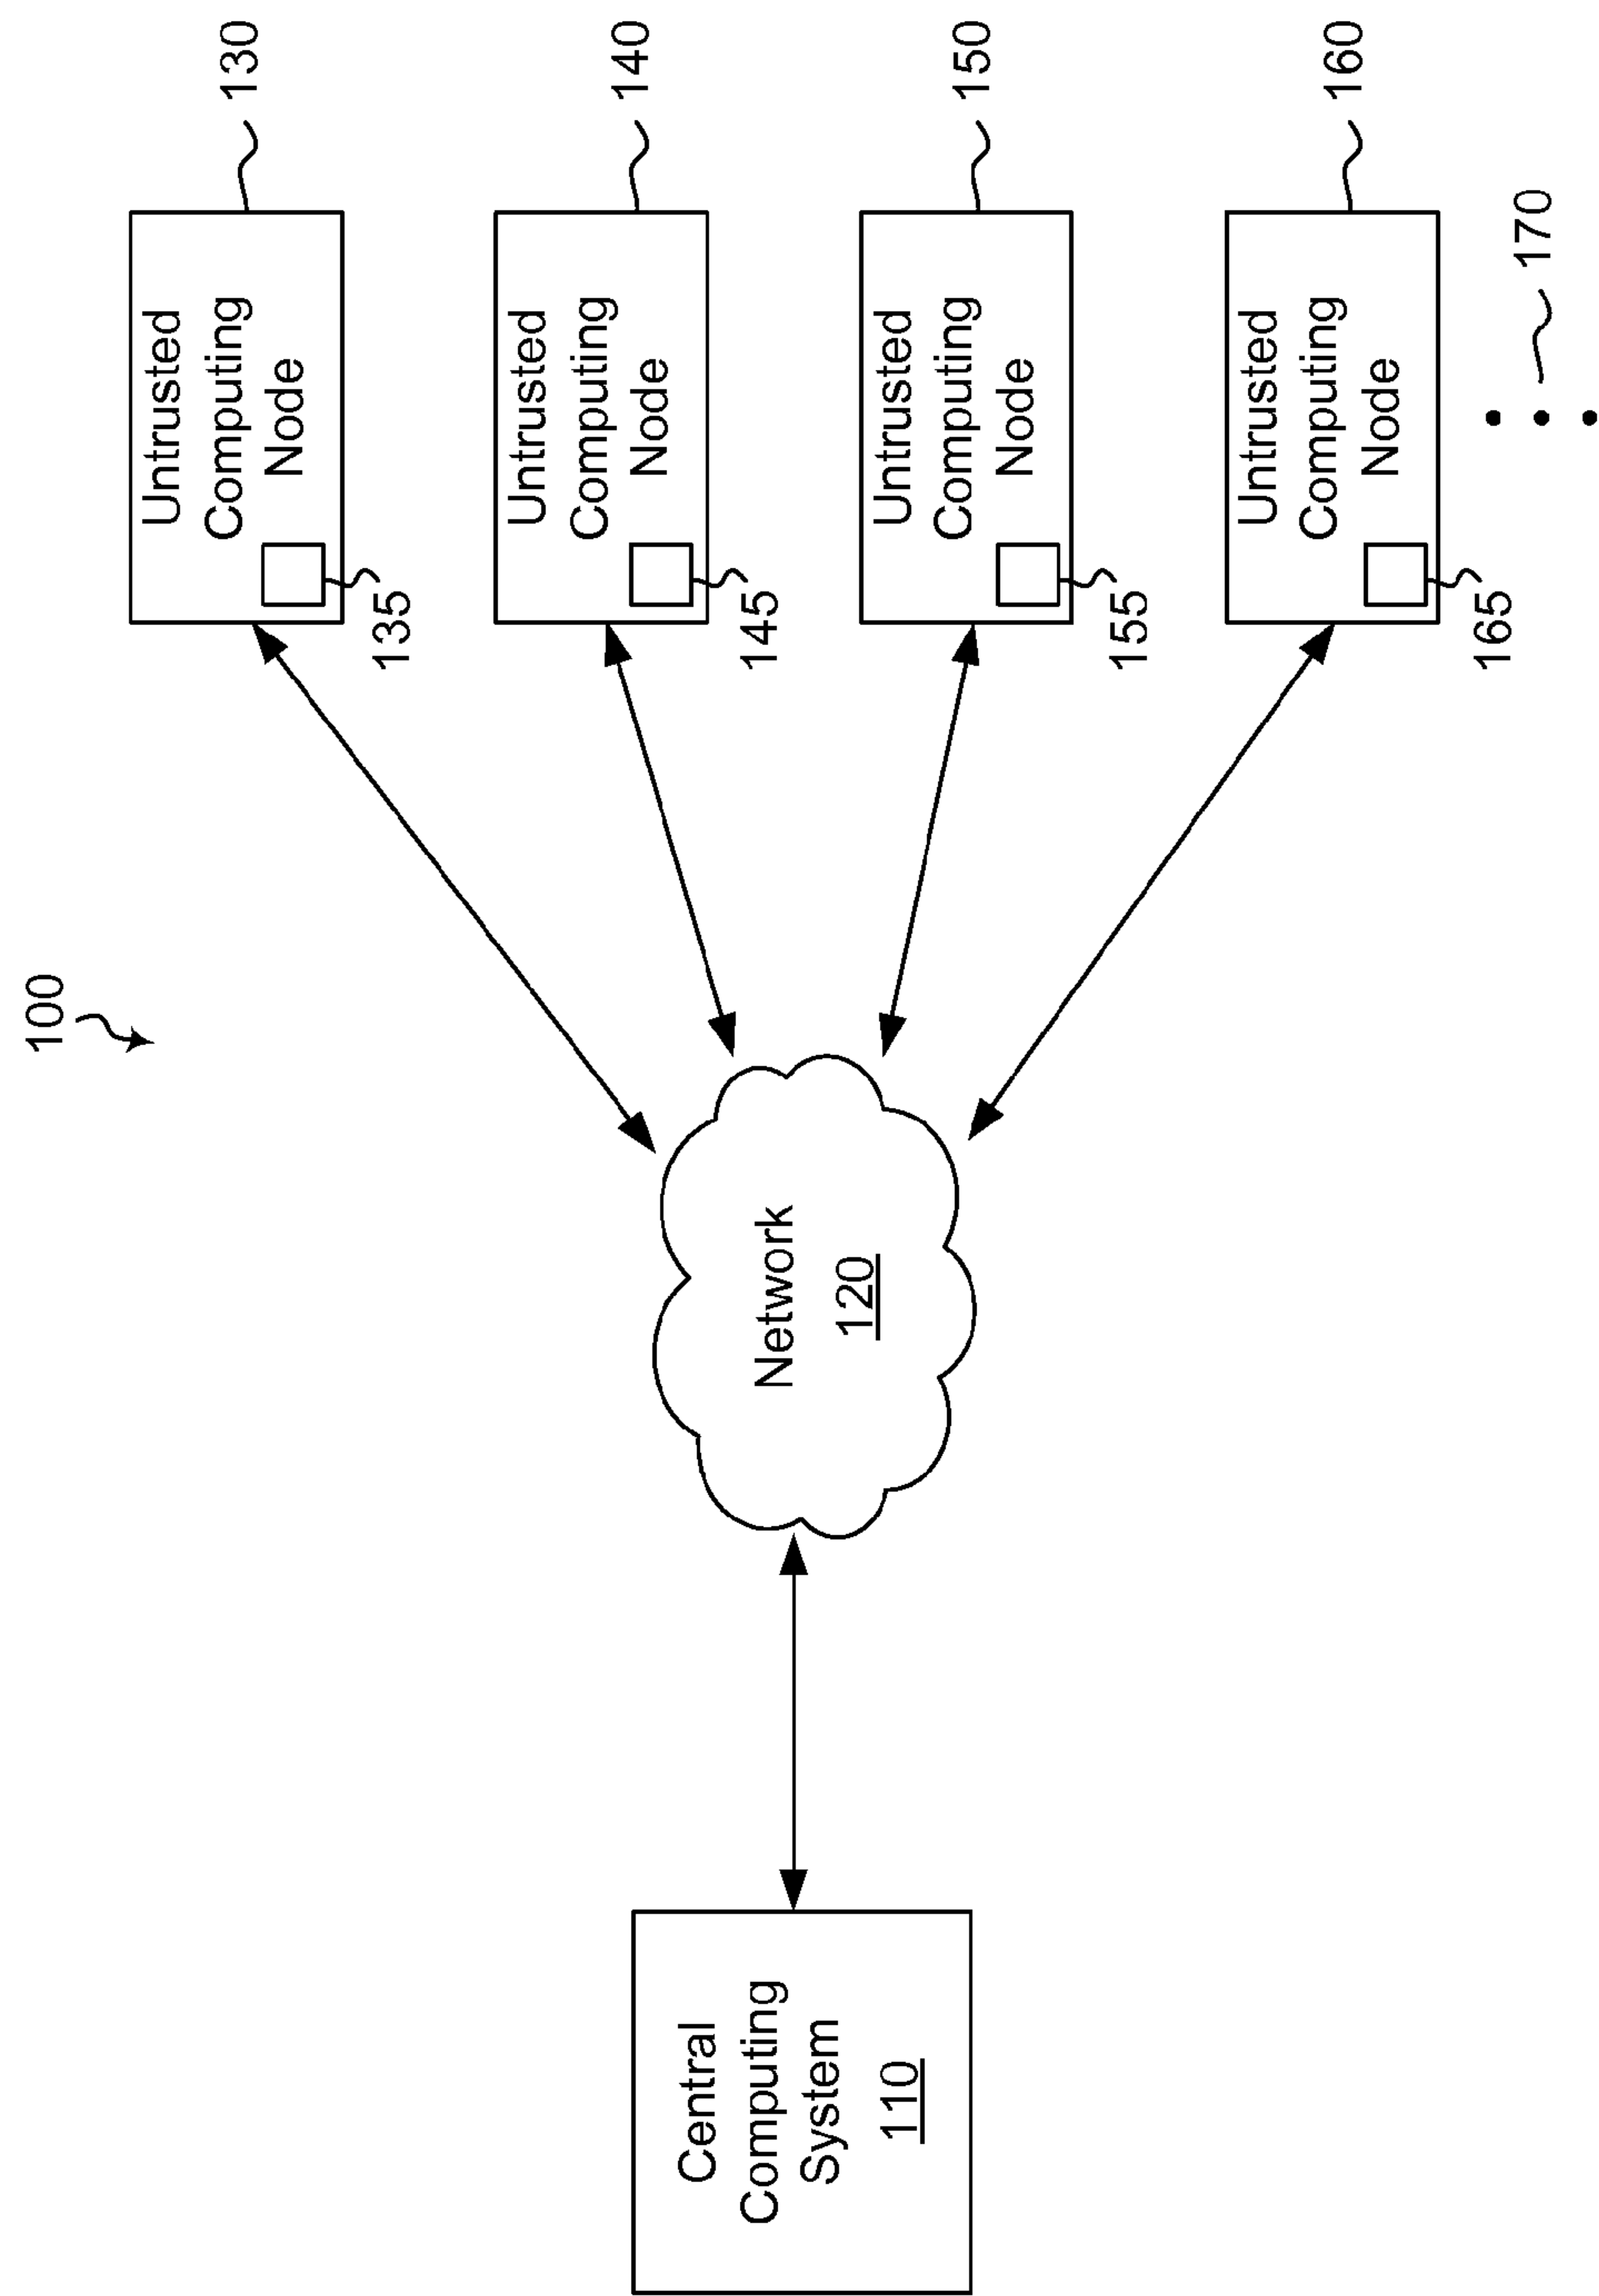 100
Central
Computing
System
110
Network
120
Untrusted
Computing
Node
130
135
Untrusted
Computing
Node
140
145
Untrusted
Computing
Node
150
155
Untrusted
Computing
Node
160
165
170